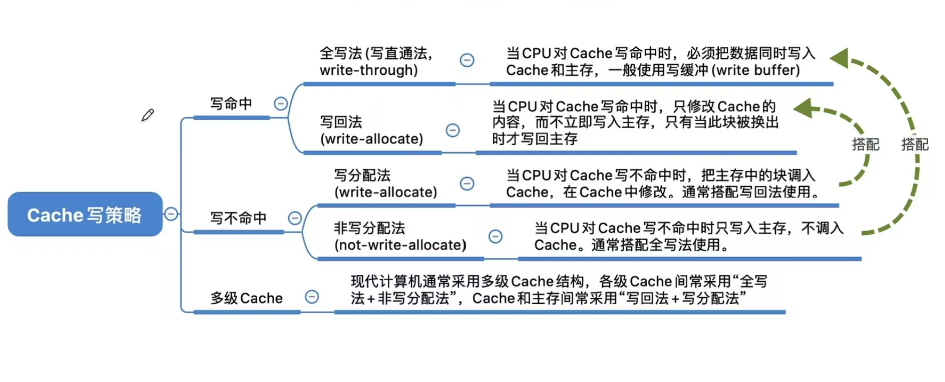 Cache写策略
写命中
全写法 (写直通法，
write-through)
当CPU对Cache写命中时，必须把数据同时写入
Cache和主存，一般使用写缓冲(write buffer)
写回法
(write-allocate)
当CPU对Cache写命中时，只修改Cache的
内容，而不立即写入主存，只有当此块被换出
时才写回主存
写不命中
写分配法
(write-allocate)
当CPU对Cache写不命中时，把主存中的块调入
Cache，在Cache中修改。通常搭配写回法使用。
非写分配法
(not-write-allocate)
当CPU对Cache写不命中时只写入主存，不调入
Cache。通常搭配全写法使用。
搭配
搭配
多级Cache
现代计算机通常采用多级Cache结构，各级Cache间常采用“全写
法+非写分配法”，Cache和主存间常采用“写回法+写分配法”